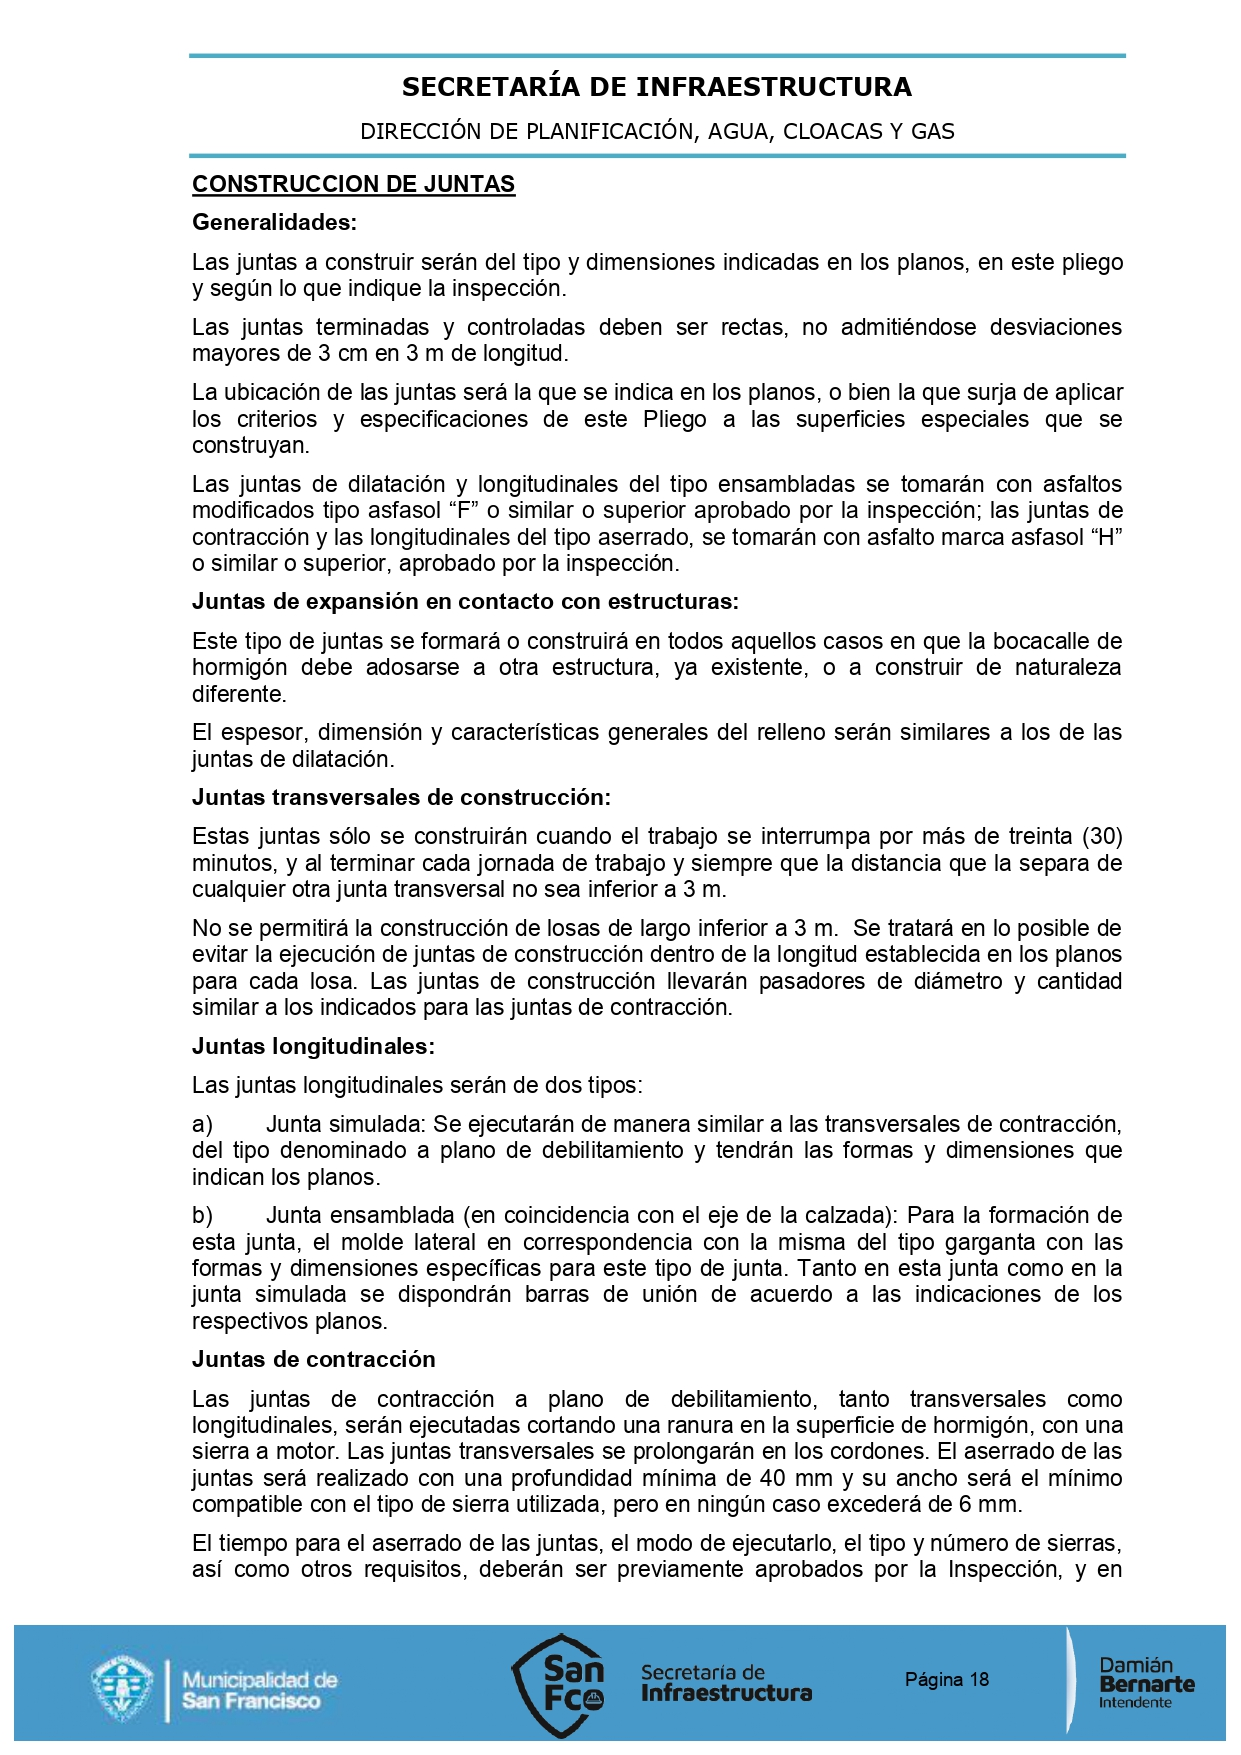 SECRETARÍA DE INFRAESTRUCTURA
DIRECCIÓN DE PLANIFICACIÓN, AGUA, CLOACAS Y GAS
CONSTRUCCION DE JUNTAS
Generalidades:
Las juntas a construir serán del tipo y dimensiones indicadas en los planos, en este pliego
y según lo que indique la inspección.
Las juntas terminadas y controladas deben ser rectas, no admitiéndose desviaciones
mayores de 3 cm en 3 m de longitud.
La ubicación de las juntas será la que se indica en los planos, o bien la que surja de aplicar
los criterios y especificaciones de este Pliego a las superficies especiales que se
construyan.
Las juntas de dilatación y longitudinales del tipo ensambladas se tomarán con asfaltos
modificados tipo asfasol “F” o similar o superior aprobado por la inspección; las juntas de
contracción y las longitudinales del tipo aserrado, se tomarán con asfalto marca asfasol “H”
o similar o superior, aprobado por la inspección.
Juntas de expansión en contacto con estructuras:
Este tipo de juntas se formará o construirá en todos aquellos casos en que la bocacalle de
hormigón debe adosarse a otra estructura, ya existente, o a construir de naturaleza
diferente.
El espesor, dimensión y características generales del relleno serán similares a los de las
juntas de dilatación.
Juntas transversales de construcción:
Estas juntas sólo se construirán cuando el trabajo se interrumpa por más de treinta (30)
minutos, y al terminar cada jornada de trabajo y siempre que la distancia que la separa de
cualquier otra junta transversal no sea inferior a 3 m.
No se permitirá la construcción de losas de largo inferior a 3 m.  Se tratará en lo posible de
evitar la ejecución de juntas de construcción dentro de la longitud establecida en los planos
para cada losa. Las juntas de construcción llevarán pasadores de diámetro y cantidad
similar a los indicados para las juntas de contracción.
Juntas longitudinales:
Las juntas longitudinales serán de dos tipos:
a) Junta simulada: Se ejecutarán de manera similar a las transversales de contracción,
del tipo denominado a plano de debilitamiento y tendrán las formas y dimensiones que
indican los planos.
b) Junta ensamblada (en coincidencia con el eje de la calzada): Para la formación de
esta junta, el molde lateral en correspondencia con la misma del tipo garganta con las
formas y dimensiones específicas para este tipo de junta. Tanto en esta junta como en la
junta simulada se dispondrán barras de unión de acuerdo a las indicaciones de los
respectivos planos.
Juntas de contracción
Las juntas de contracción a plano de debilitamiento, tanto transversales como
longitudinales, serán ejecutadas cortando una ranura en la superficie de hormigón, con una
sierra a motor. Las juntas transversales se prolongarán en los cordones. El aserrado de las
juntas será realizado con una profundidad mínima de 40 mm y su ancho será el mínimo
compatible con el tipo de sierra utilizada, pero en ningún caso excederá de 6 mm.
El tiempo para el aserrado de las juntas, el modo de ejecutarlo, el tipo y número de sierras,
así como otros requisitos, deberán ser previamente aprobados por la Inspección, y en
Municipalidad de
San Francisco
San
Fco
Secretaría de
Infraestructura
Página 18
Damián
Bernarte
Intendente